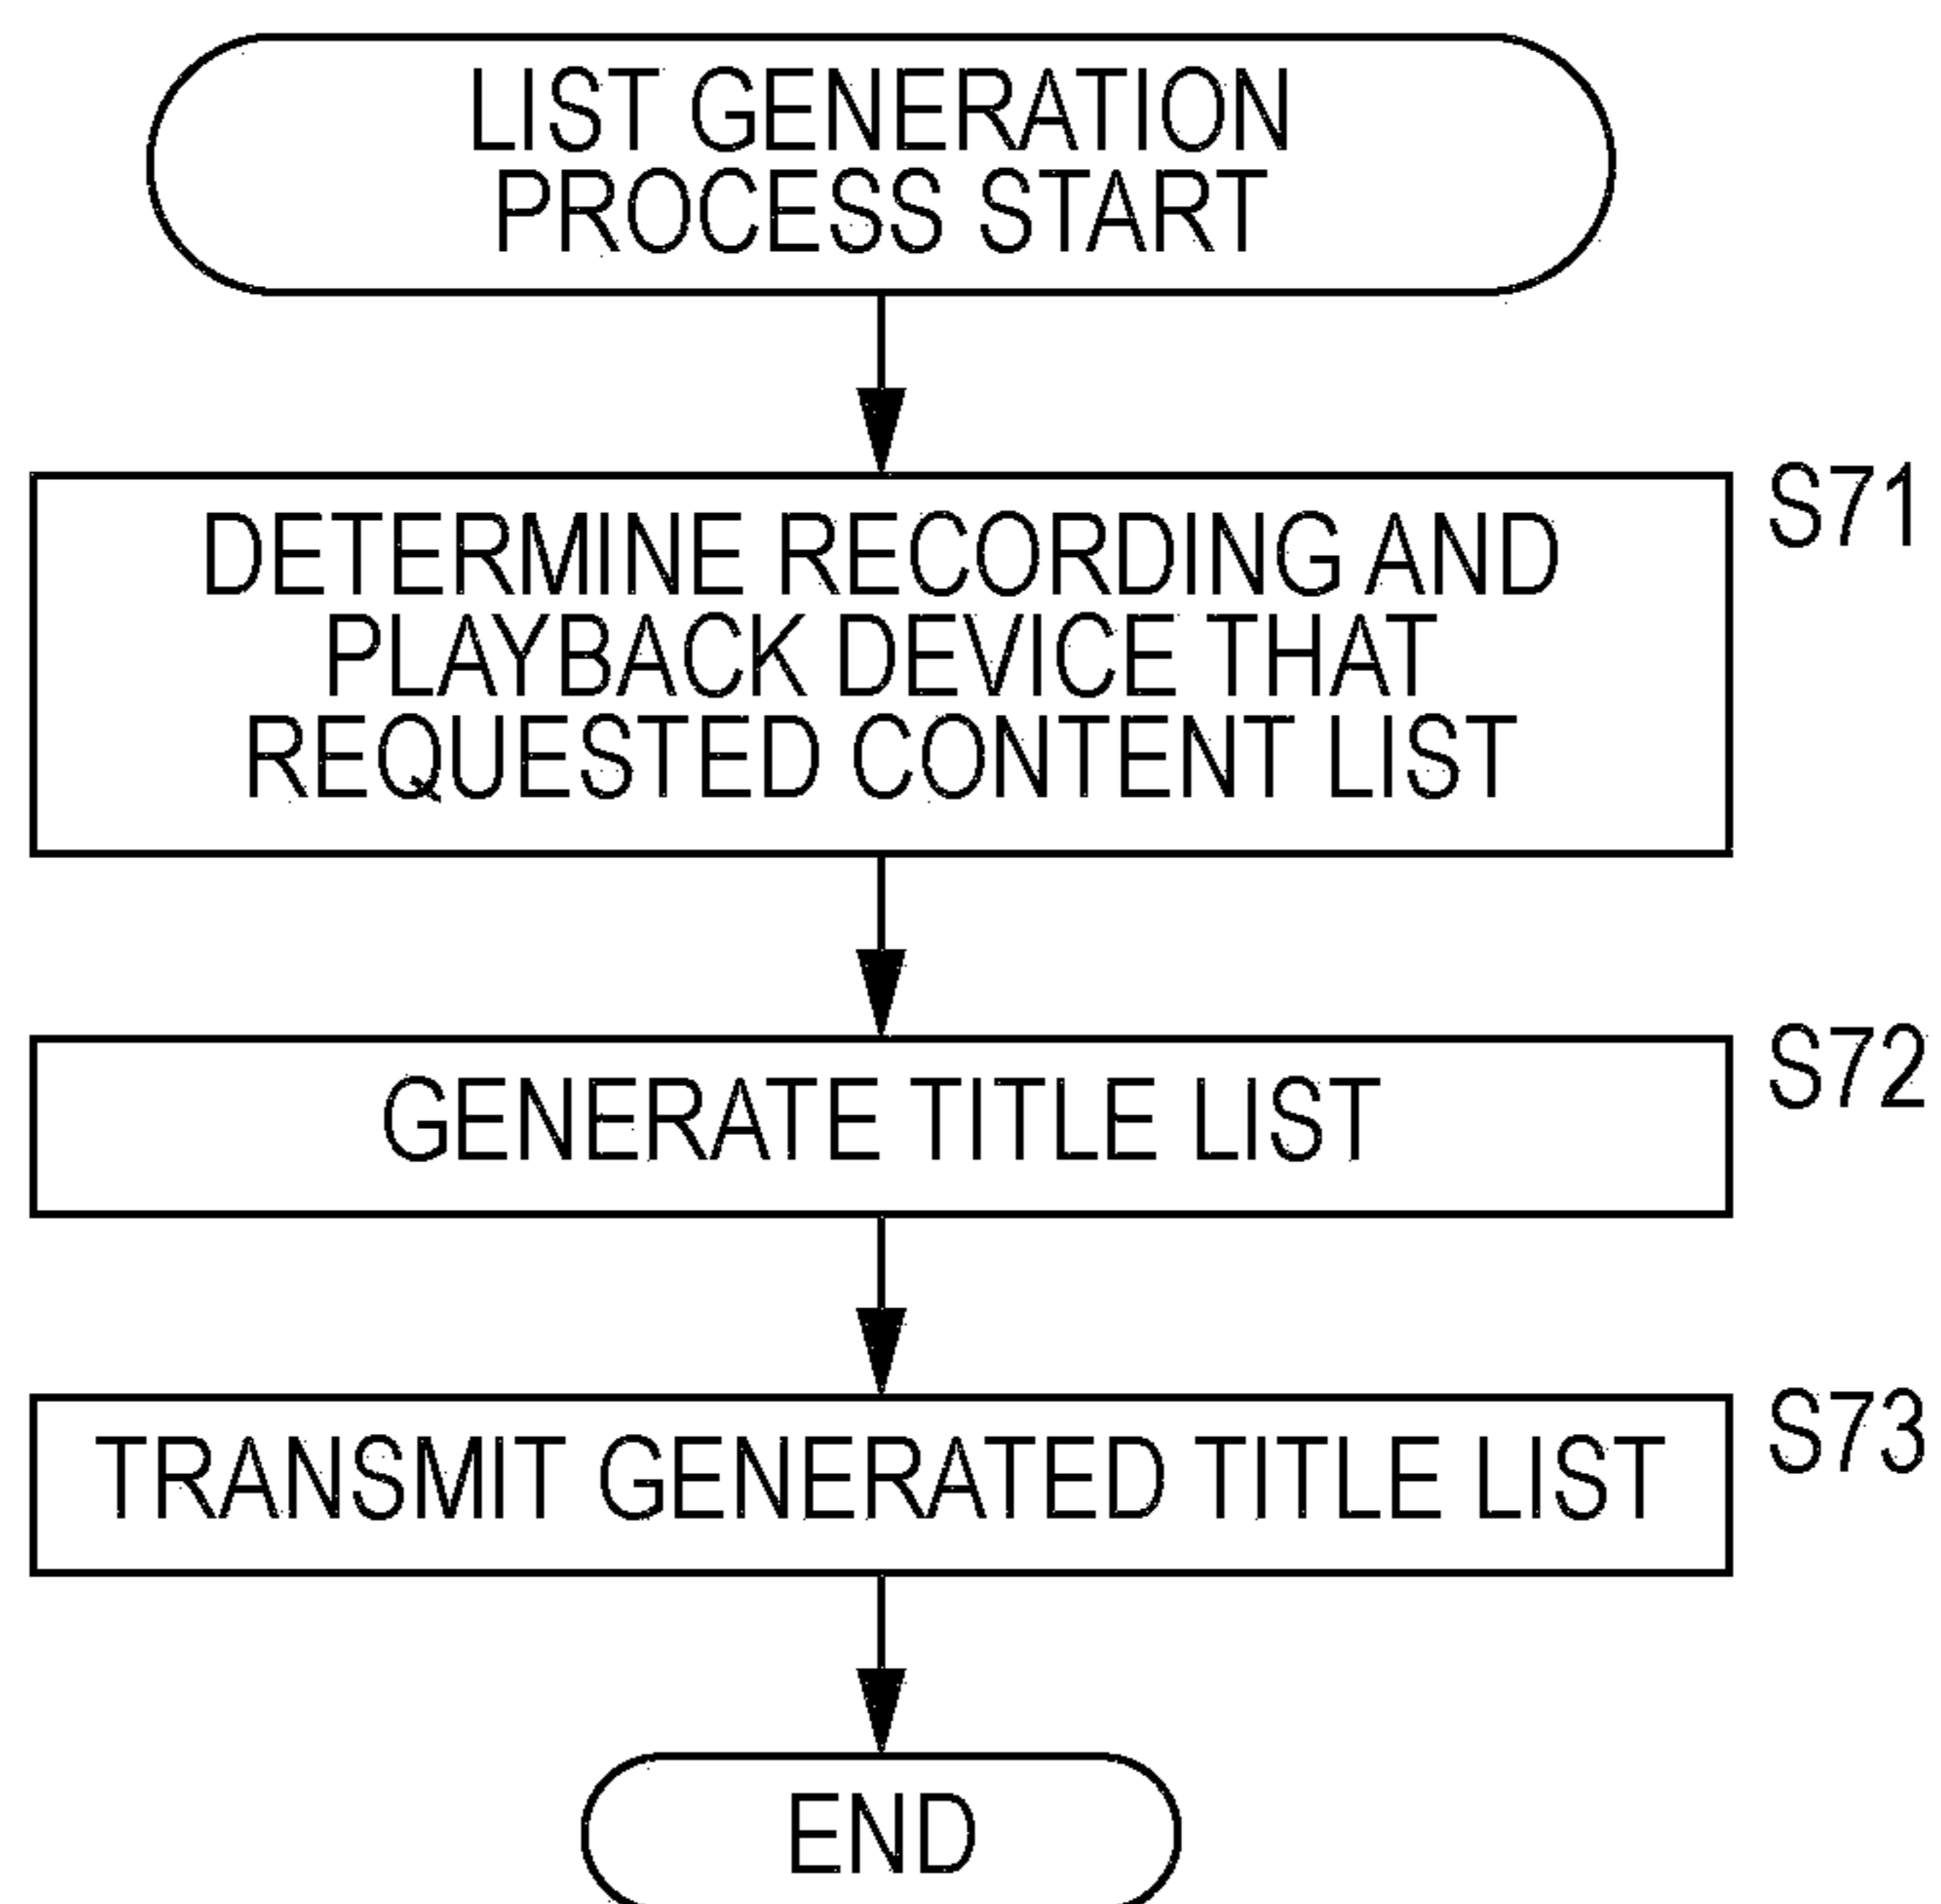 LIST GENERATION
PROCESS START
S71
DETERMINE RECORDING AND
PLAYBACK DEVICE THAT
REQUESTED CONTENT LIST
S72
GENERATE TITLE LIST
S73
TRANSMIT GENERATED TITLE LIST
END